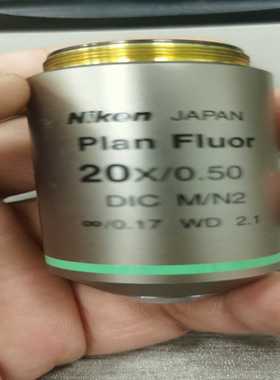 Nikon JAPAN
Plan Fluor
20X/0.50
DIC M/N2
∞/0.17 WD 2.1